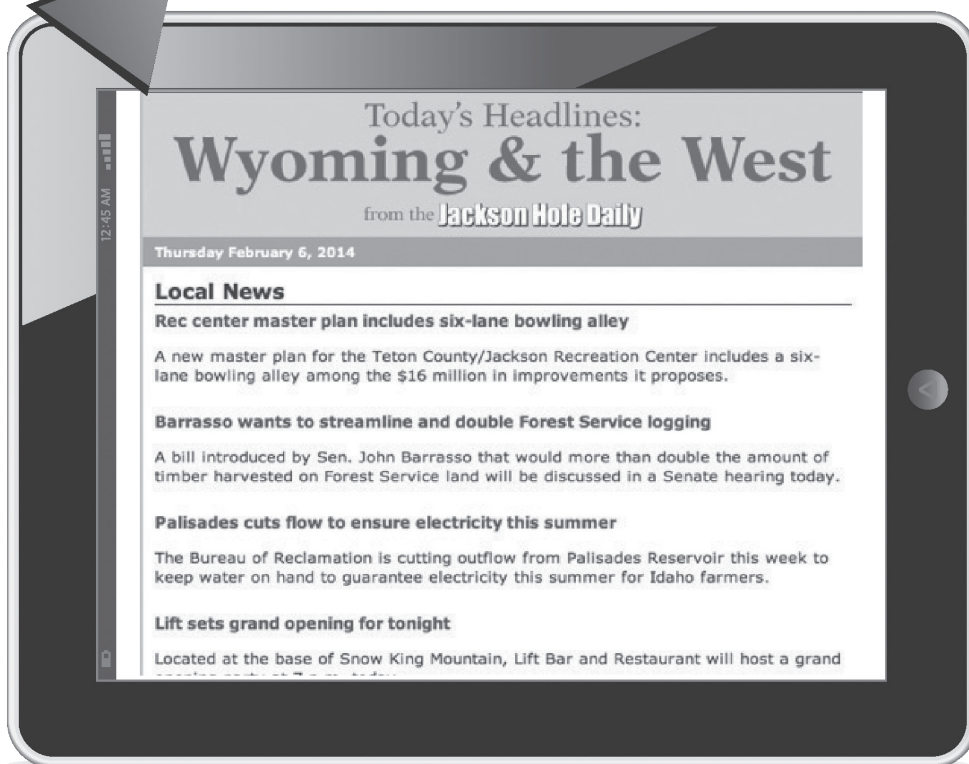 12:45 AM
Today's Headlines:
Wyoming & the West
from the Jackson Hole Daily
Thursday February 6, 2014
Local News
Rec center master plan includes six-lane bowling alley
A new master plan for the Teton County/Jackson Recreation Center includes a six-
lane bowling alley among the $16 million in improvements it proposes.
Barrasso wants to streamline and double Forest Service logging
A bill introduced by Sen. John Barrasso that would more than double the amount of
timber harvested on Forest Service land will be discussed in a Senate hearing today.
Palisades cuts flow to ensure electricity this summer
The Bureau of Reclamation is cutting outflow from Palisades Reservoir this week to
keep water on hand to guarantee electricity this summer for Idaho farmers.
Lift sets grand opening for tonight
Located at the base of Snow King Mountain, Lift Bar and Restaurant will host a grand
opening party at 7 p.m. today.